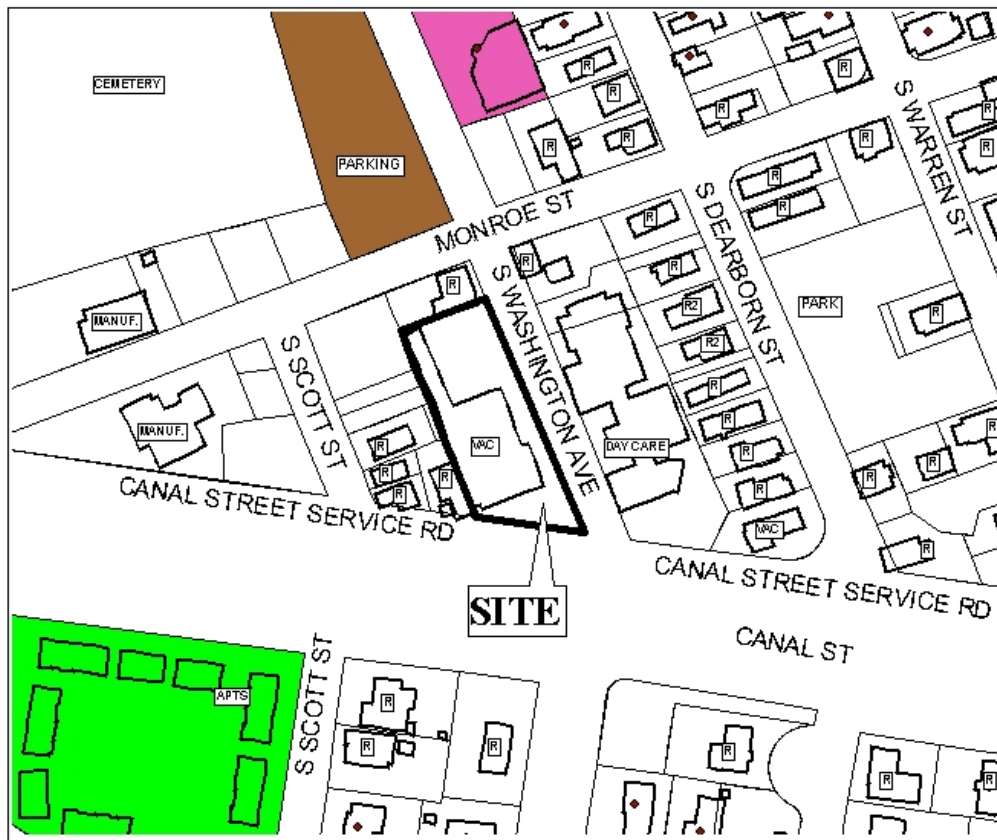 CEMETERY
PARKING
R
R
R
R
R
R
R
R
S WARREN ST
R
R
MONROE ST
R
R
R
S DEARBORN ST
R
R
R
S WASHINGTON AVE
R
R2
R2
PARK
R
MANUF.
S SCOTT ST
R
R
MANUF.
R
R
R
R
VAC
DAY CARE
R
R
VAC
R
R
R
R
CANAL STREET SERVICE RD
CANAL STREET SERVICE RD
SITE
CANAL ST
APTS
S SCOTT ST
R
R
R
R
R
R